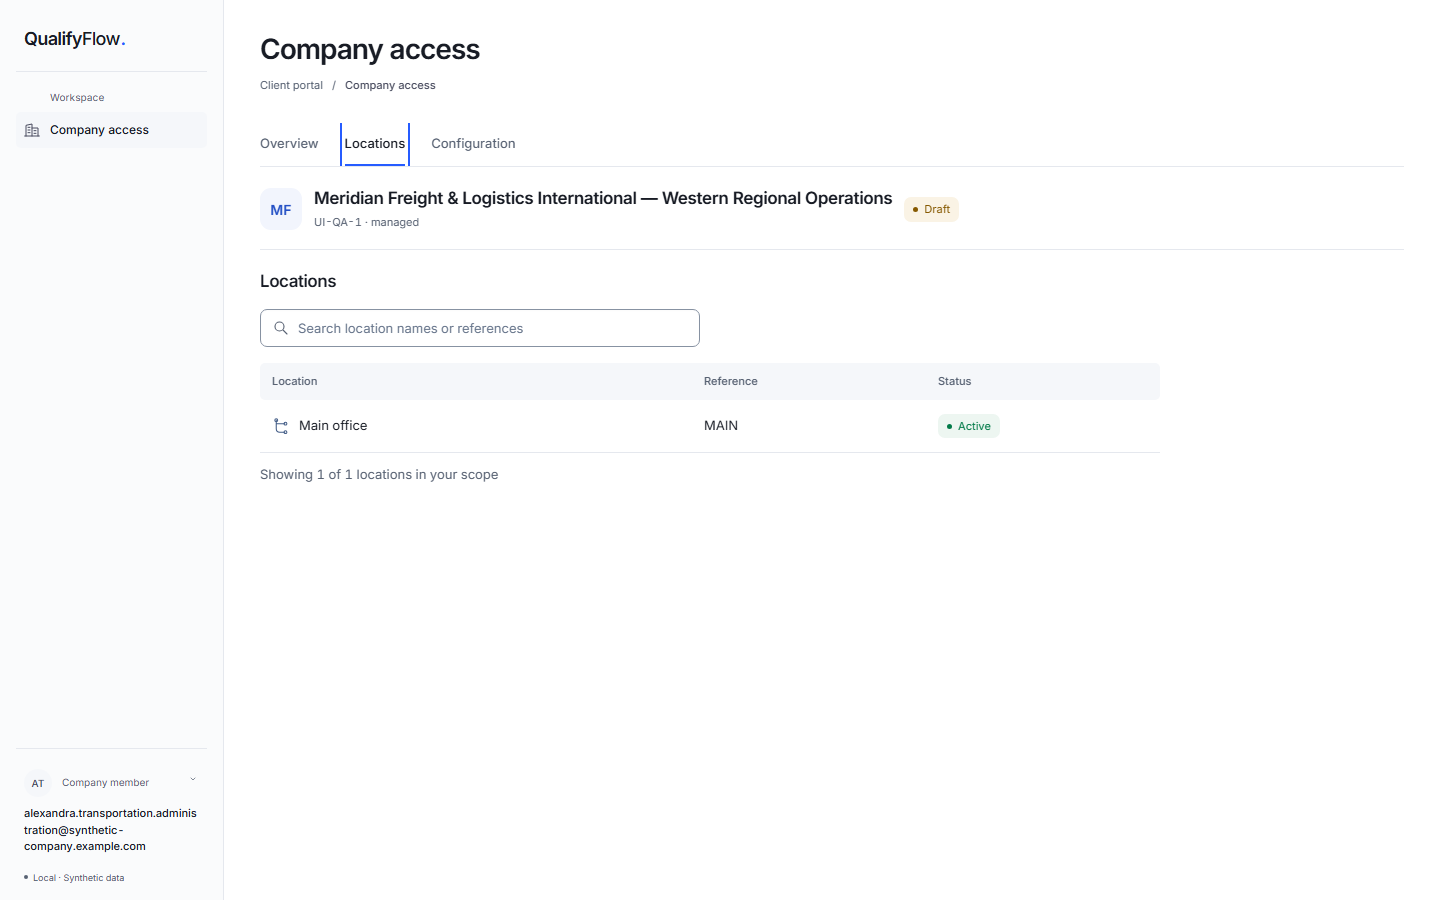 QualifyFlow.
Workspace
Company access
Company access
Client portal / Company access
Overview Locations Configuration
MF
Meridian Freight & Logistics International — Western Regional Operations
UI-QA-1 · managed
Draft
Locations
Search location names or references
Location Reference Status
Main office MAIN Active
Showing 1 of 1 locations in your scope
AT Company member
alexandra.transportation.adminis
tration@synthetic-
company.example.com
Local · Synthetic data